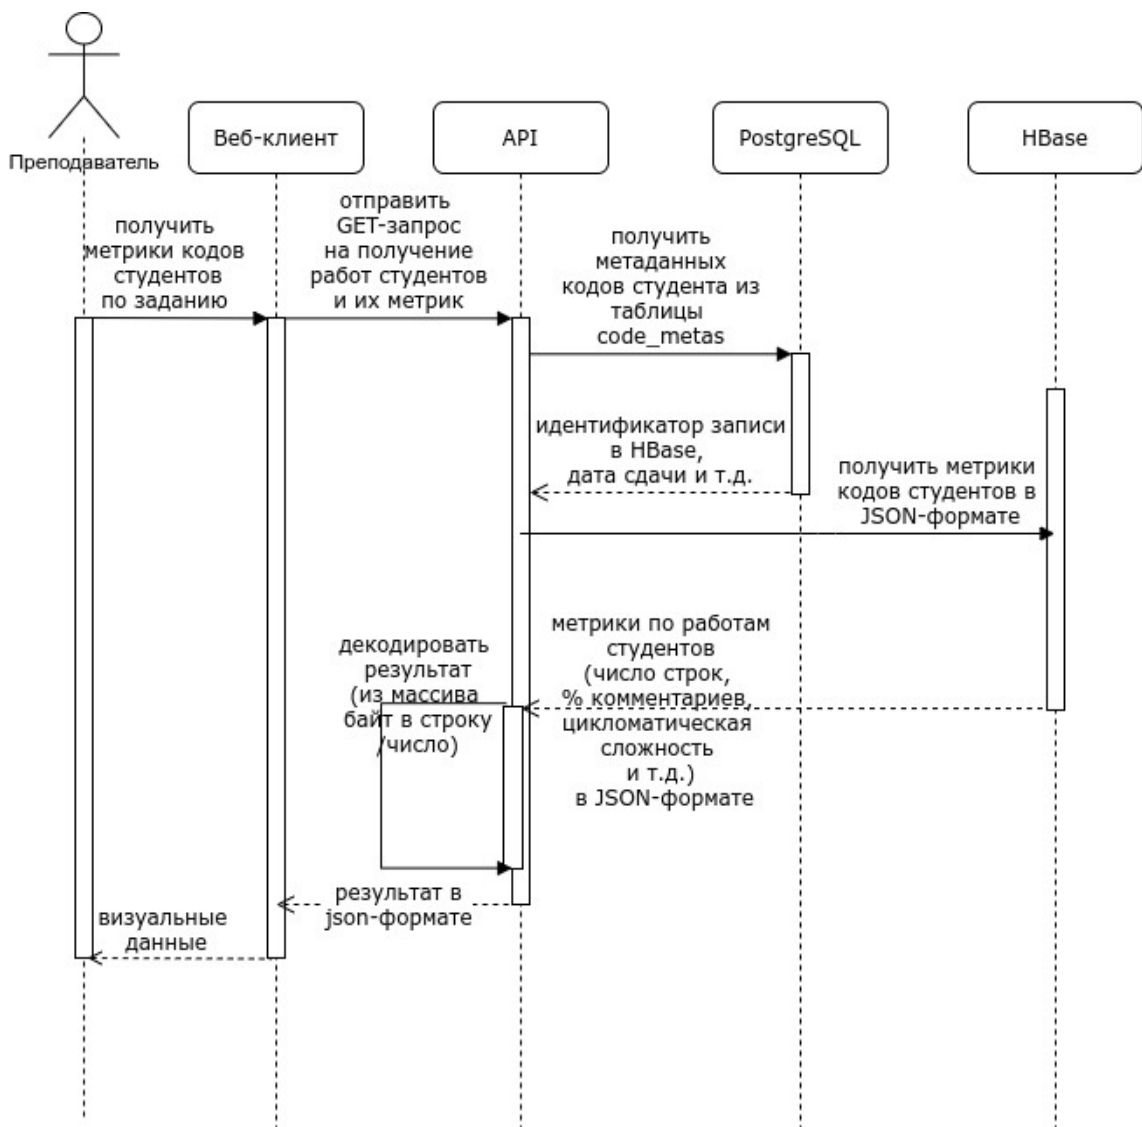 Преподаватель
Веб-клиент
API
PostgreSQL
HBase
получить
метрики кодов
студентов
по заданию
отправить
GET-запрос
на получение
работ студентов
и их метрик
получить
метаданных
кодов студента из
таблицы
code_metas
идентификатор записи
в HBase,
дата сдачи и т.д.
получить метрики
кодов студентов в
JSON-формате
метрики по работам
студентов
(число строк,
% комментариев,
цикломатическая
сложность
и т.д.)
в JSON-формате
декодировать
результат
(из массива
байт в строку
/число)
результат в
json-формате
визуальные
данные